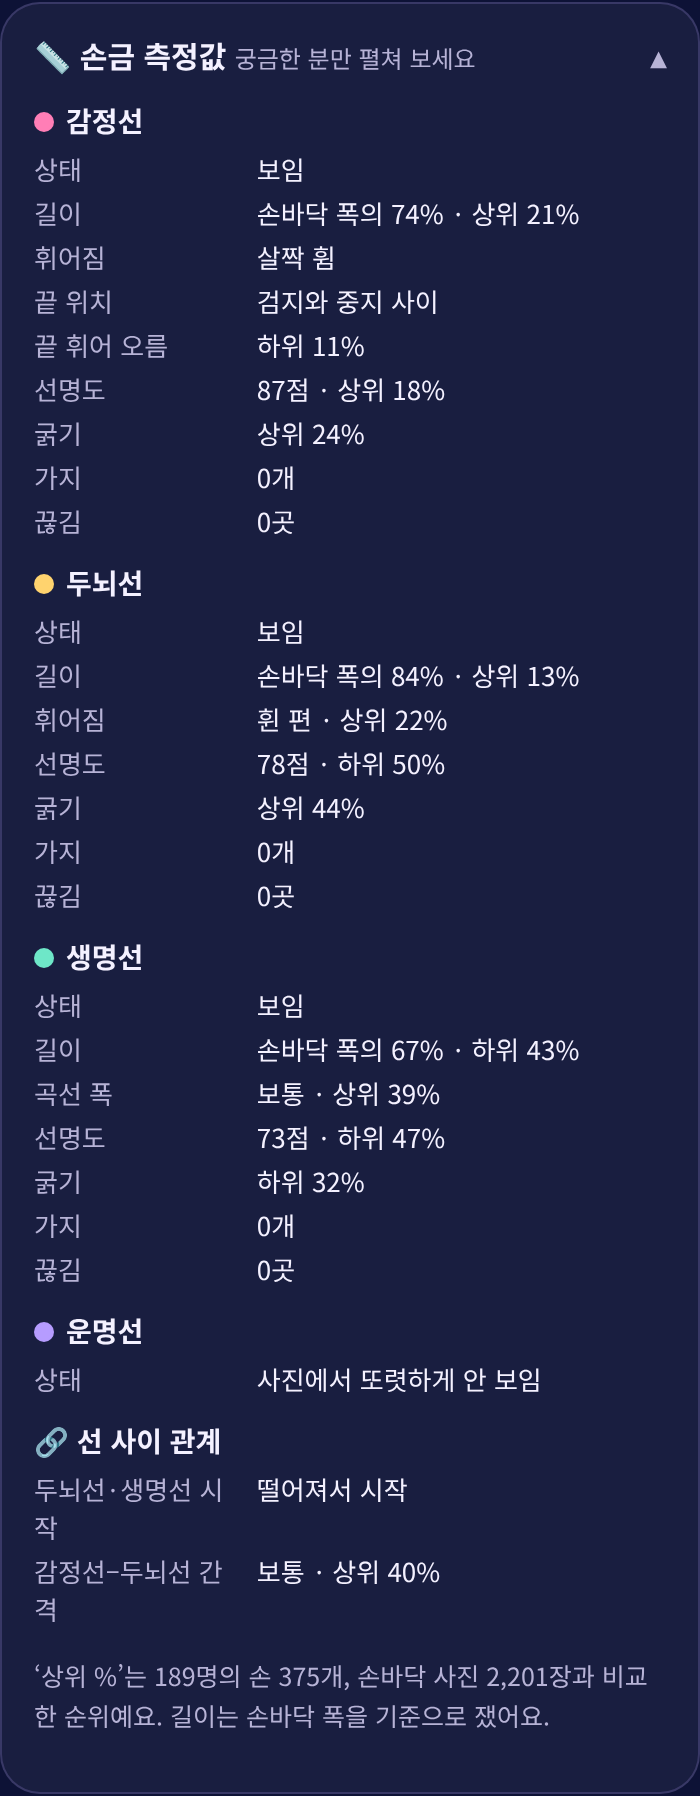 📏 손금 측정값 궁금한 분만 펼쳐 보세요 ▲
감정선
상태 보임
길이 손바닥 폭의 74% · 상위 21%
휘어짐 살짝 휨
끝 위치 검지와 중지 사이
끝 휘어 오름 하위 11%
선명도 87점 · 상위 18%
굵기 상위 24%
가지 0개
끊김 0곳
두뇌선
상태 보임
길이 손바닥 폭의 84% · 상위 13%
휘어짐 휜 편 · 상위 22%
선명도 78점 · 하위 50%
굵기 상위 44%
가지 0개
끊김 0곳
생명선
상태 보임
길이 손바닥 폭의 67% · 하위 43%
곡선 폭 보통 · 상위 39%
선명도 73점 · 하위 47%
굵기 하위 32%
가지 0개
끊김 0곳
운명선
상태 사진에서 또렷하게 안 보임
🔗 선 사이 관계
두뇌선·생명선 시 떨어져서 시작
작
감정선–두뇌선 간 보통 · 상위 40%
격
‘상위 %’는 189명의 손 375개, 손바닥 사진 2,201장과 비교
한 순위예요. 길이는 손바닥 폭을 기준으로 쟀어요.